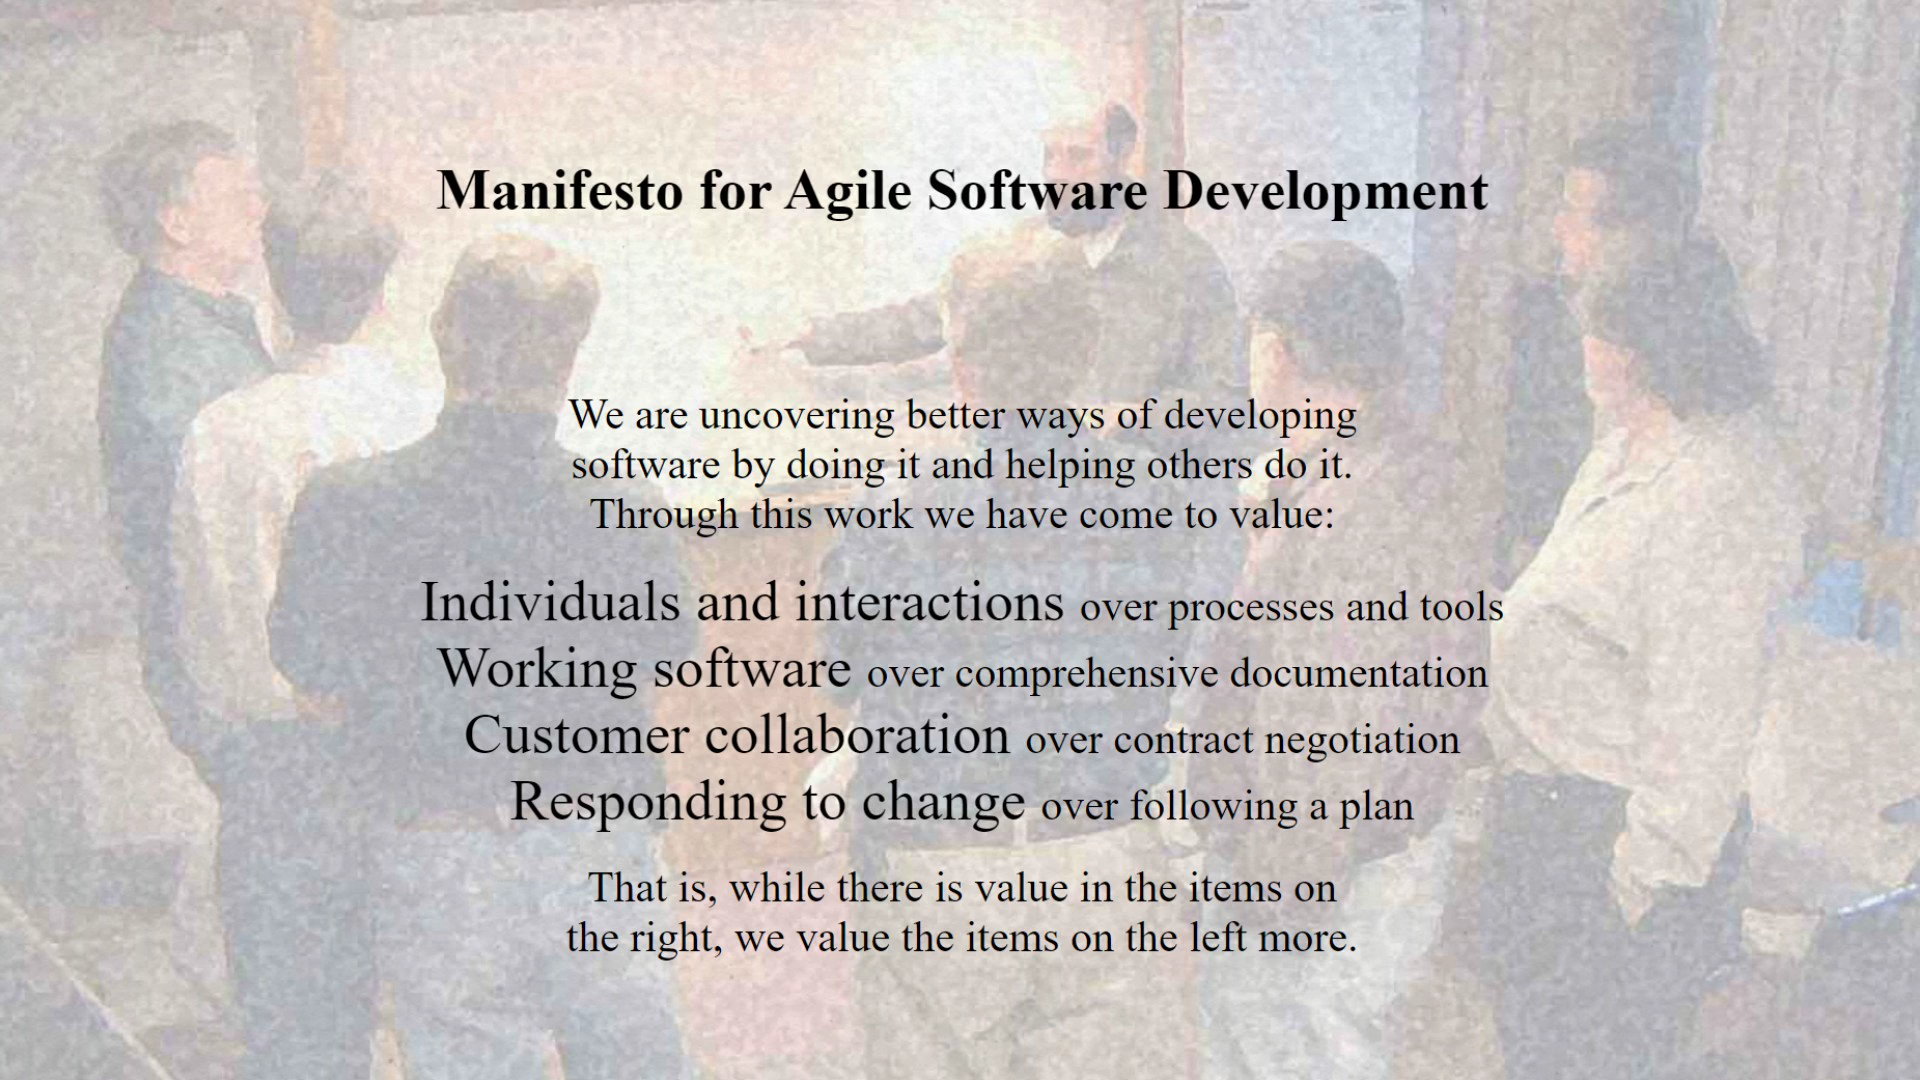 Manifesto for Agile Software Development
We are uncovering better ways of developing
software by doing it and helping others do it.
Through this work we have come to value:
Individuals and interactions over processes and tools
Working software over comprehensive documentation
Customer collaboration over contract negotiation
Responding to change over following a plan
That is, while there is value in the items on
the right, we value the items on the left more.